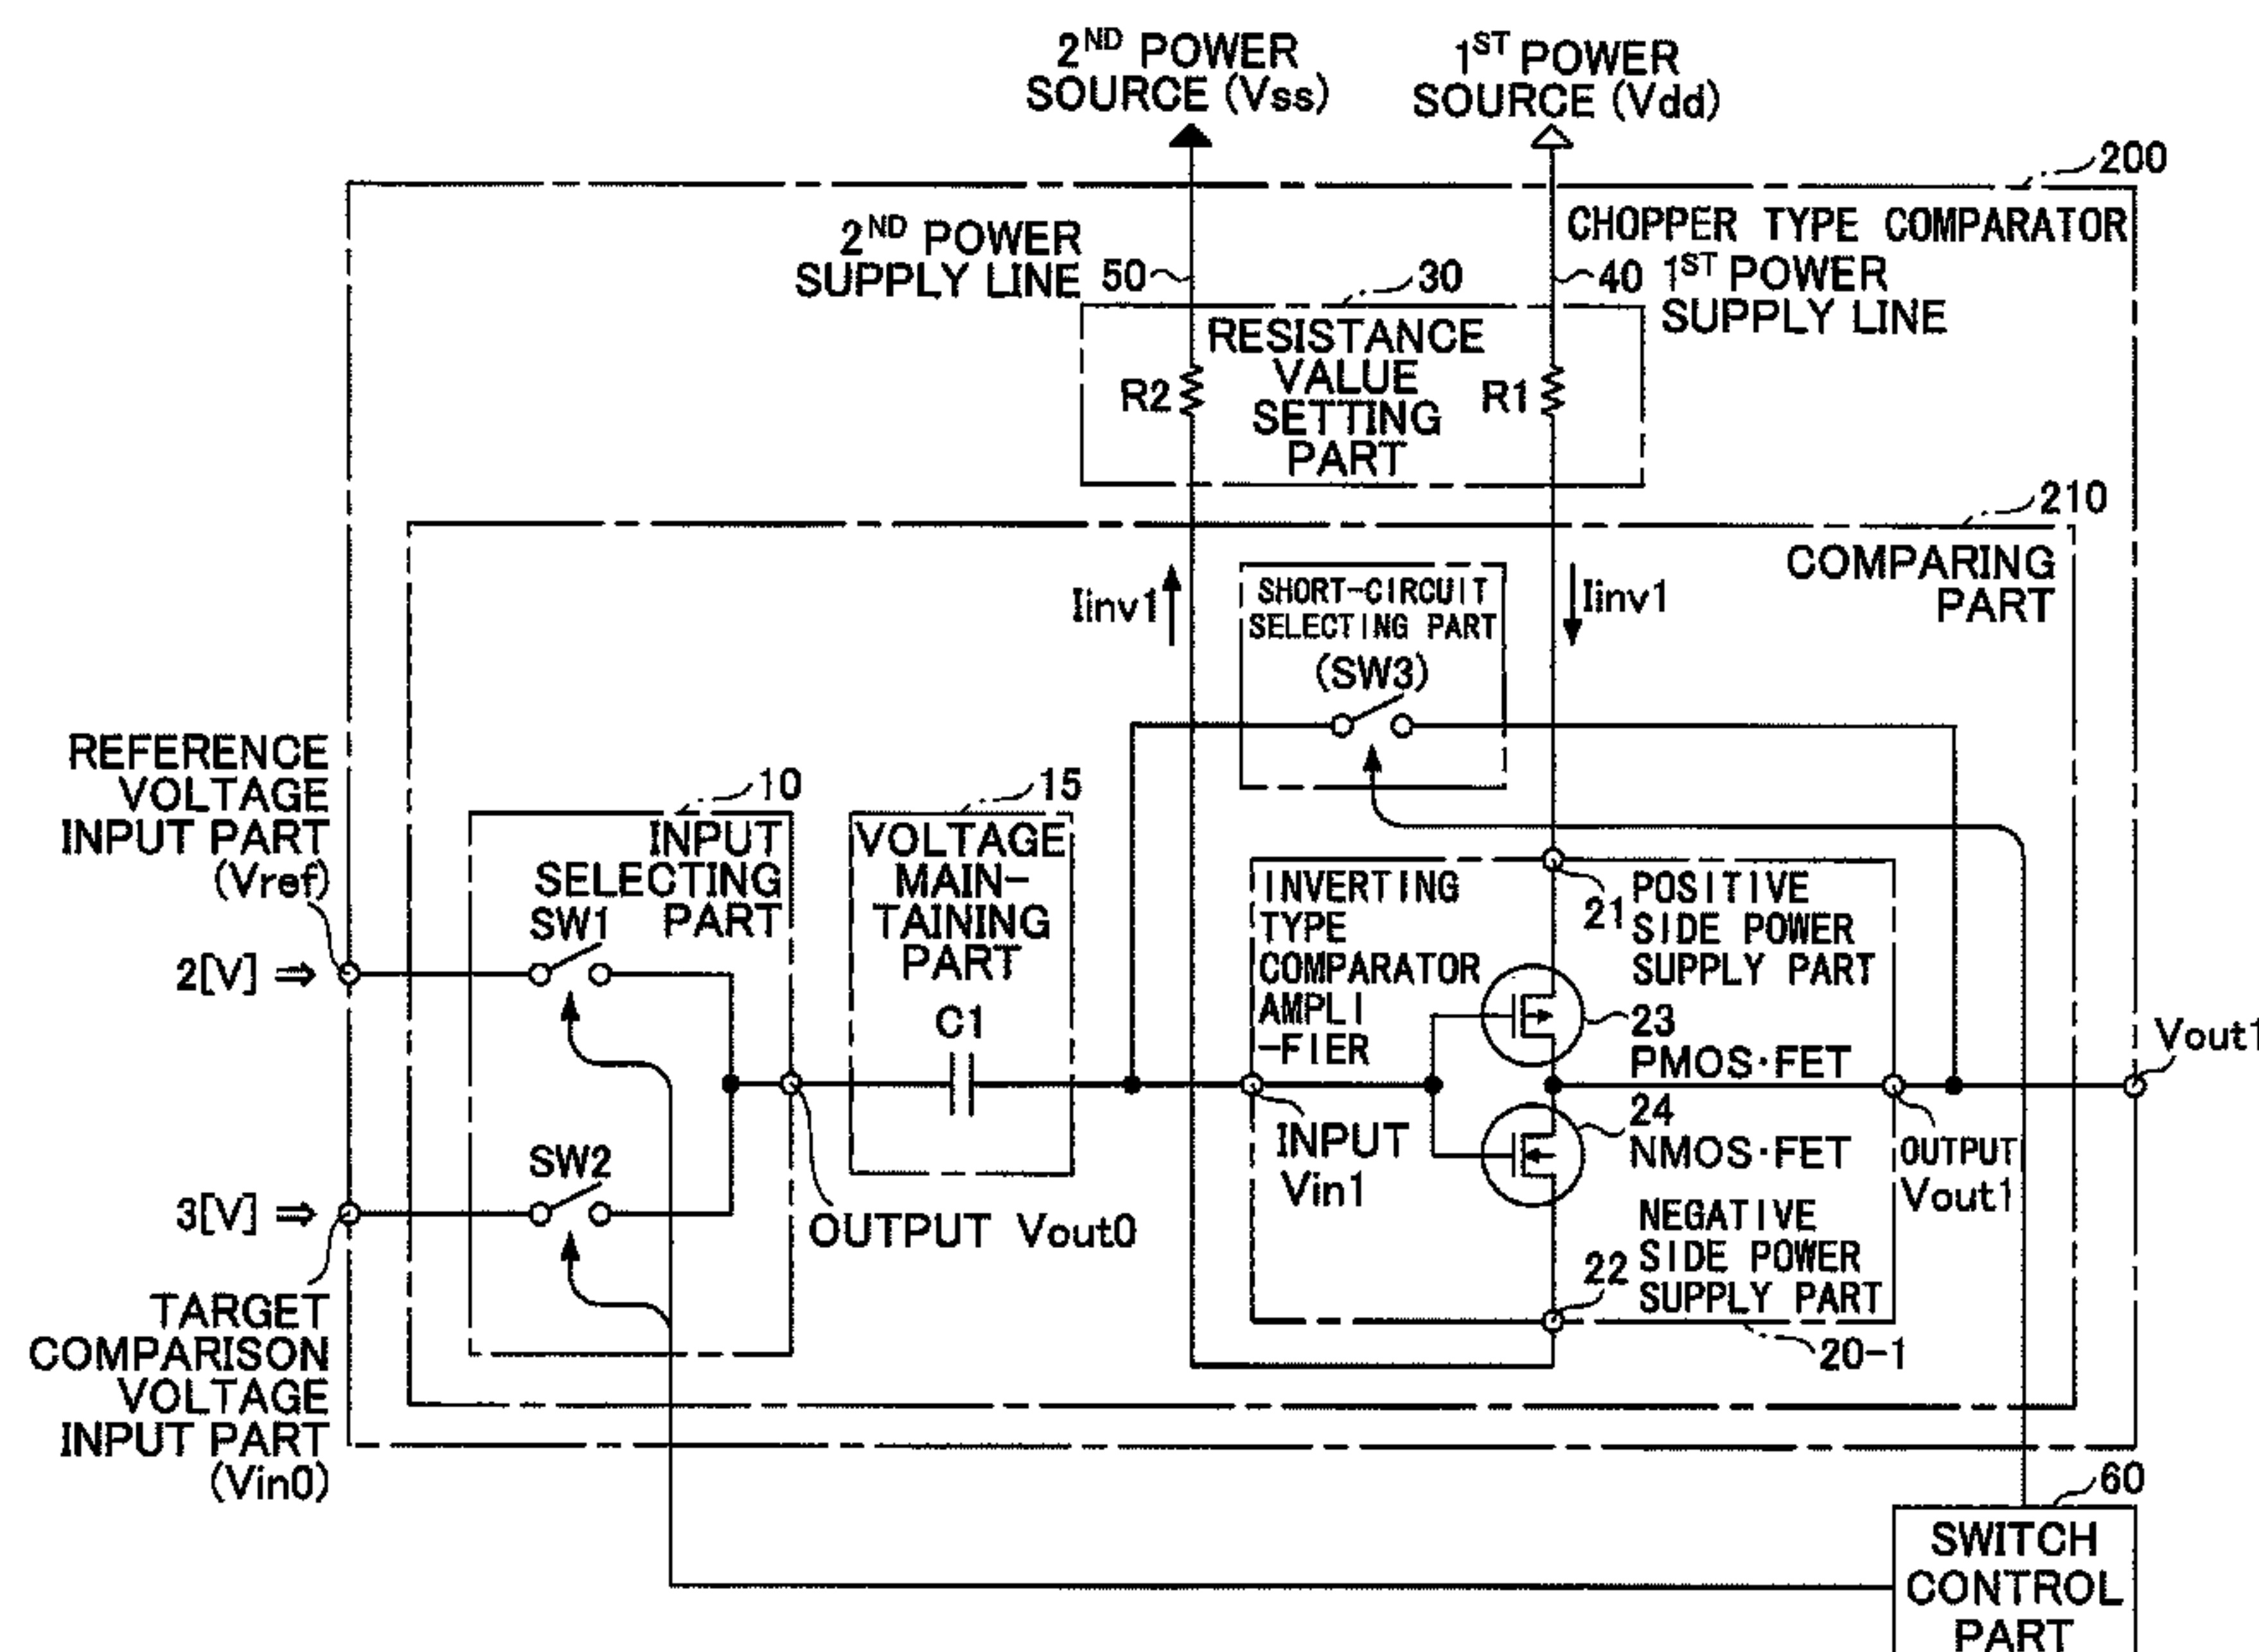 2ND POWER
SOURCE (Vss)
1ST POWER
SOURCE (Vdd)
200
2ND POWER
SUPPLY LINE
50
30
CHOPPER TYPE COMPARATOR
40
1ST POWER
SUPPLY LINE
RESISTANCE
VALUE
SETTING
PART
R2
R1
210
COMPARING
PART
Iinv1
SHORT-CIRCUIT
SELECTING PART
(SW3)
Iinv1
REFERENCE
VOLTAGE
INPUT PART
(Vref)
10
INPUT
SELECTING
PART
SW1
15
VOLTAGE
MAIN-
TAINING
PART
C1
INVERTING
TYPE
COMPARATOR
AMPLI
-FIER
21
POSITIVE
SIDE POWER
SUPPLY PART
2[V] ⇒
23
PMOS·FET
Vout1
24
NMOS·FET
INPUT
Vin1
OUTPUT
Vout1
SW2
3[V] ⇒
OUTPUT Vout0
NEGATIVE
SIDE POWER
SUPPLY PART
22
20-1
TARGET
COMPARISON
VOLTAGE
INPUT PART
(Vin0)
60
SWITCH
CONTROL
PART